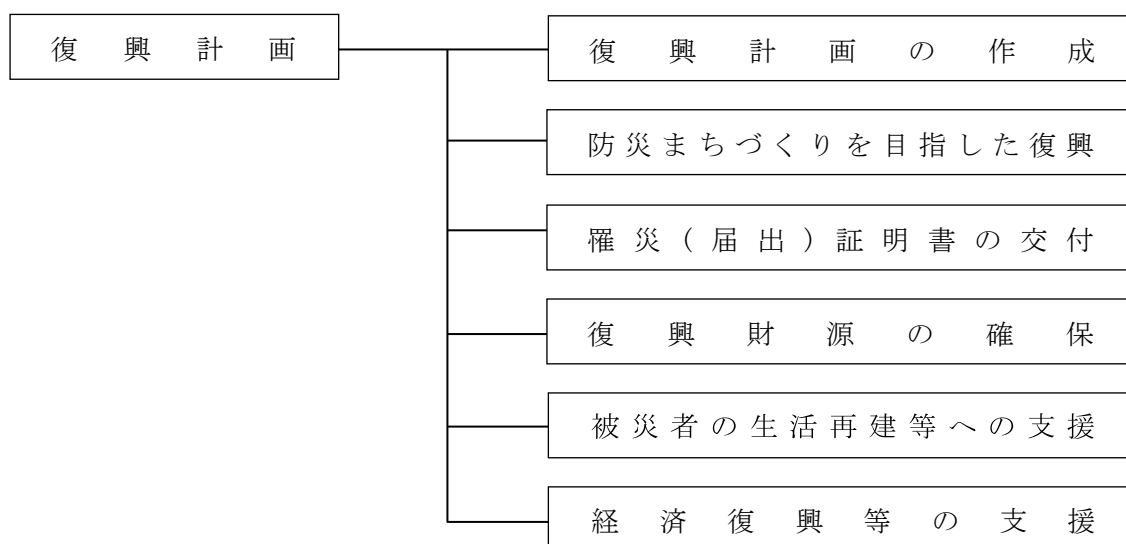 復興計画
復興計画の作成
防災まちづくりを目指した復興
罹災(届出)証明書の交付
復興財源の確保
被災者の生活再建等への支援
経済復興等の支援